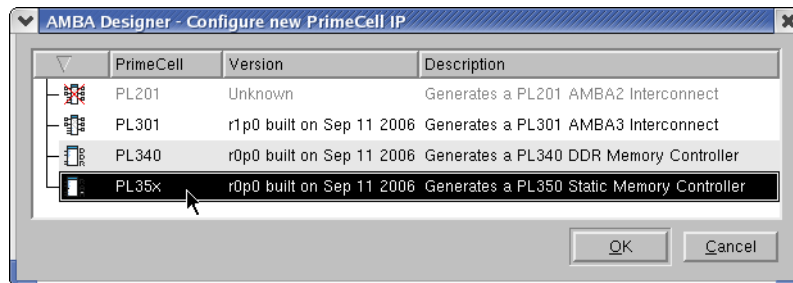 AMBA Designer - Configure new PrimeCell IP
PrimeCell Version Description
PL201 Unknown Generates a PL201 AMBA2 Interconnect
PL301 r1p0 built on Sep 11 2006 Generates a PL301 AMBA3 Interconnect
PL340 r0p0 built on Sep 11 2006 Generates a PL340 DDR Memory Controller
PL35x r0p0 built on Sep 11 2006 Generates a PL350 Static Memory Controller
OK Cancel